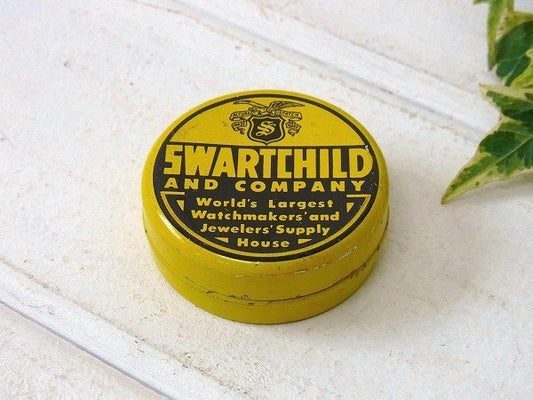 S
SWARTCHILD
AND COMPANY
World's Largest
Watchmakers' and
Jewelers' Supply
House